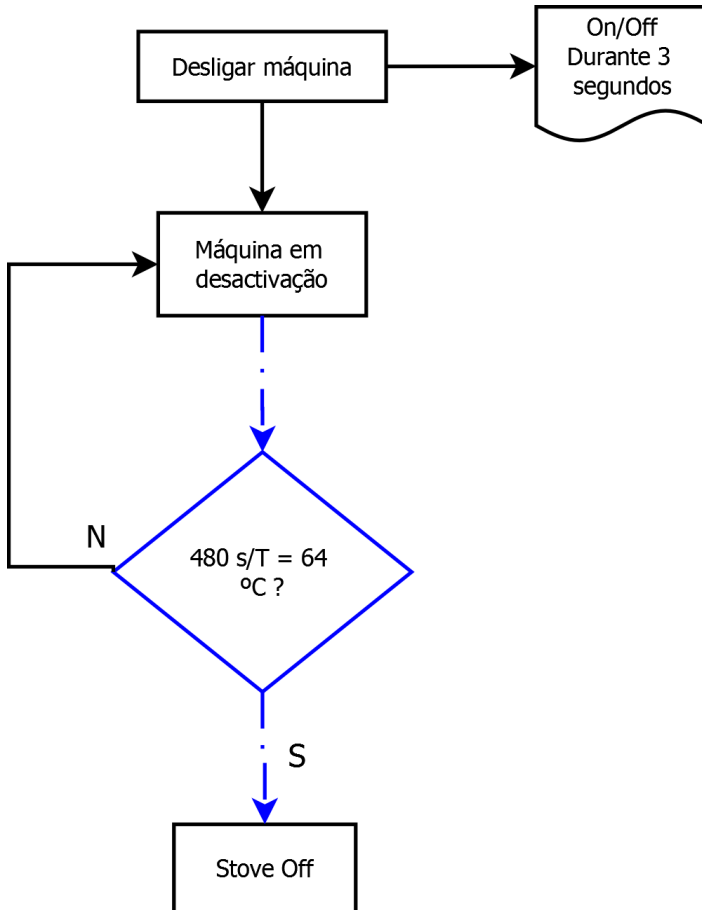 Desligar máquina
On/Off
Durante 3
segundos
Máquina em
desactivação
N
480 s/T = 64
ºC ?
S
Stove Off